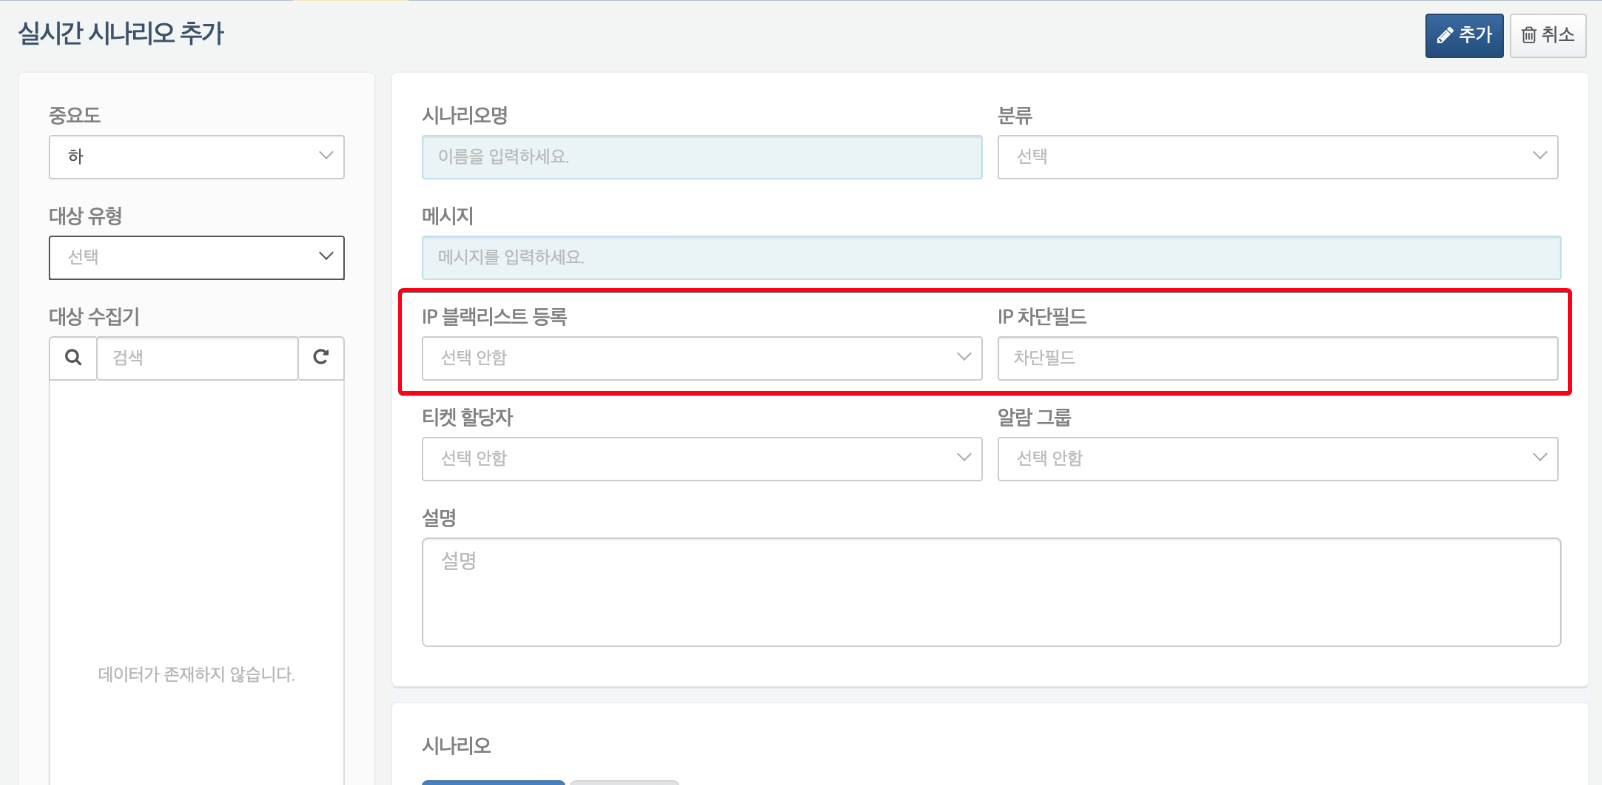 실시간 시나리오 추가
추가
취소
중요도
하
대상 유형
선택
대상 수집기
검색
데이터가 존재하지 않습니다.
시나리오명
분류
이름을 입력하세요.
선택
메시지
메시지를 입력하세요.
IP 블랙리스트 등록
IP 차단필드
선택 안함
차단필드
티켓 할당자
알람 그룹
선택 안함
선택 안함
설명
설명
시나리오